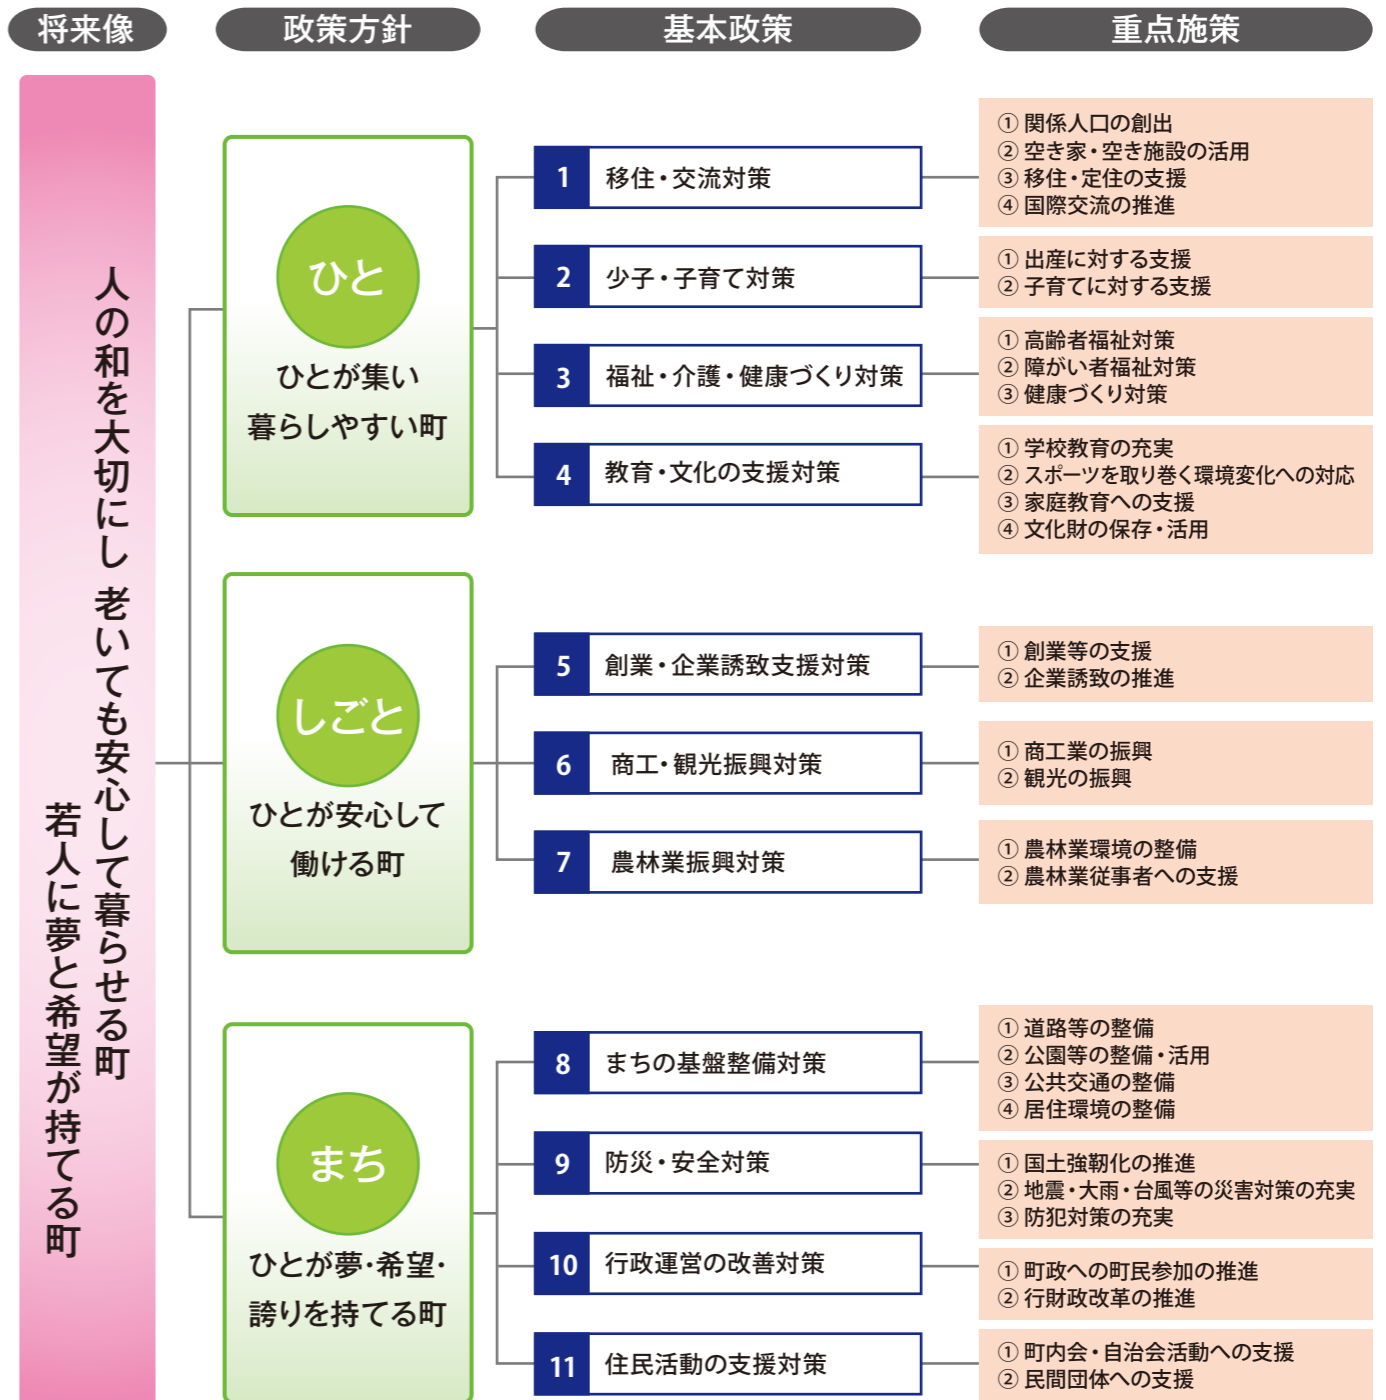 将来像
政策方針
基本政策
重点施策
人の和を大切にし 老いても安心して暮らせる町
若人に夢と希望が持てる町
ひと
ひとが集い
暮らしやすい町
1 移住・交流対策
① 関係人口の創出
② 空き家・空き施設の活用
③ 移住・定住の支援
④ 国際交流の推進
2 少子・子育て対策
① 出産に対する支援
② 子育てに対する支援
3 福祉・介護・健康づくり対策
① 高齢者福祉対策
② 障がい者福祉対策
③ 健康づくり対策
4 教育・文化の支援対策
① 学校教育の充実
② スポーツを取り巻く環境変化への対応
③ 家庭教育への支援
④ 文化財の保存・活用
しごと
ひとが安心して
働ける町
5 創業・企業誘致支援対策
① 創業等の支援
② 企業誘致の推進
6 商工・観光振興対策
① 商工業の振興
② 観光の振興
7 農林業振興対策
① 農林業環境の整備
② 農林業従事者への支援
まち
ひとが夢・希望・
誇りを持てる町
8 まちの基盤整備対策
① 道路等の整備
② 公園等の整備・活用
③ 公共交通の整備
④ 居住環境の整備
9 防災・安全対策
① 国土強靭化の推進
② 地震・大雨・台風等の災害対策の充実
③ 防犯対策の充実
10 行政運営の改善対策
① 町政への町民参加の推進
② 行財政改革の推進
11 住民活動の支援対策
① 町内会・自治会活動への支援
② 民間団体への支援